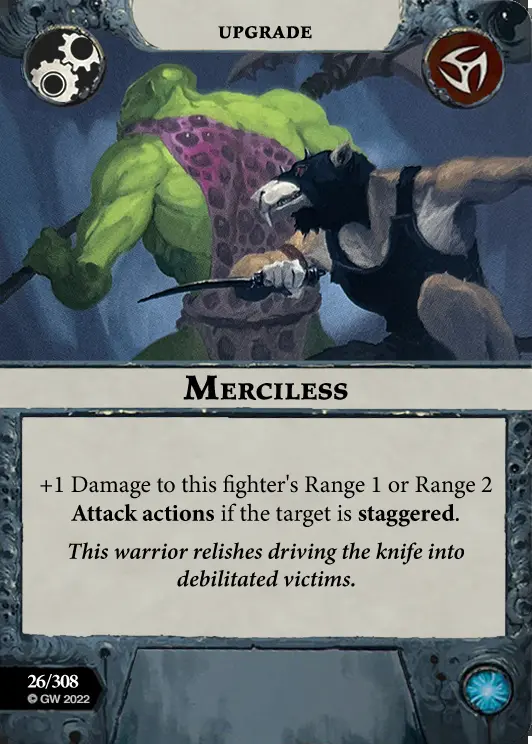 UPGRADE
MERCILESS
+1 Damage to this fighter's Range 1 or Range 2
Attack actions if the target is staggered.
This warrior relishes driving the knife into
debilitated victims.
26/308
© GW 2022